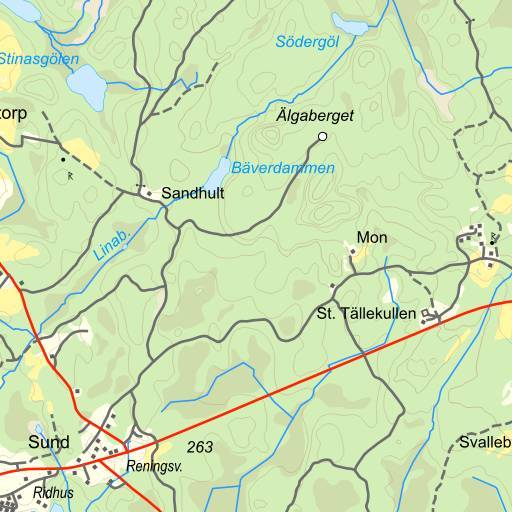 Södergöl
Stinasgölen
torp
Älgaberget
Bäverdammen
Sandhult
Linab.
Mon
St. Tällekullen
Sund
263
Svalleb
Reningsv.
Ridhus